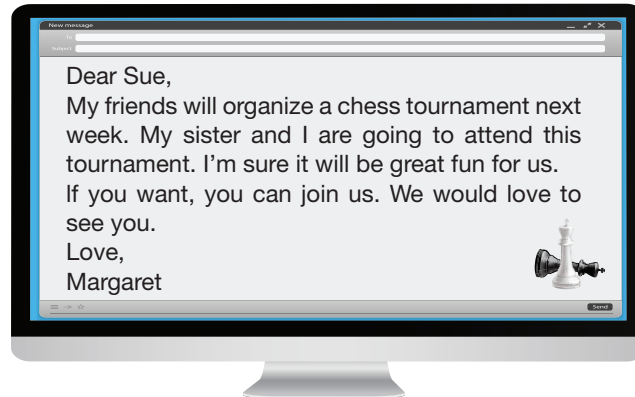 New message
To
Subject
Dear Sue,
My friends will organize a chess tournament next
week. My sister and I are going to attend this
tournament. I'm sure it will be great fun for us.
If you want, you can join us. We would love to
see you.
Love,
Margaret
Send